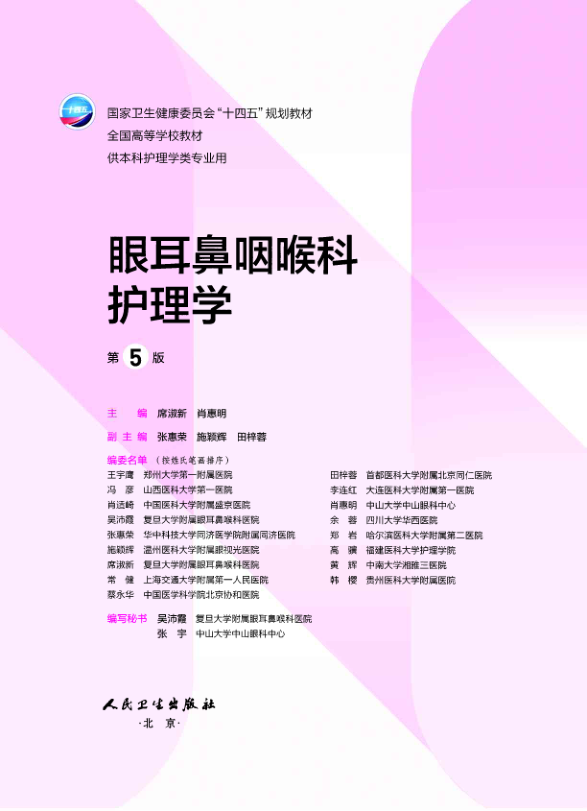 十四五
国家卫生健康委员会“十四五”规划教材
全国高等学校教材
供本科护理学类专业用
眼耳鼻咽喉科
护理学
第 5 版
主 编 席淑新 肖惠明
副主编 张惠荣 施颖辉 田梓蓉
编委名单 （按姓氏笔画排序）
王宇鹰 郑州大学第一附属医院
冯 彦 山西医科大学第一医院
肖适崎 中国医科大学附属盛京医院
吴沛霞 复旦大学附属眼耳鼻喉科医院
张惠荣 华中科技大学同济医学院附属同济医院
施颖辉 温州医科大学附属眼视光医院
席淑新 复旦大学附属眼耳鼻喉科医院
常 健 上海交通大学附属第一人民医院
蔡永华 中国医学科学院北京协和医院
田梓蓉 首都医科大学附属北京同仁医院
李连红 大连医科大学附属第一医院
肖惠明 中山大学中山眼科中心
余 蓉 四川大学华西医院
郑 岩 哈尔滨医科大学附属第二医院
高 骥 福建医科大学护理学院
黄 辉 中南大学湘雅三医院
韩 樱 贵州医科大学附属医院
编写秘书 吴沛霞 复旦大学附属眼耳鼻喉科医院
张 宇 中山大学中山眼科中心
人民卫生出版社
·北 京·